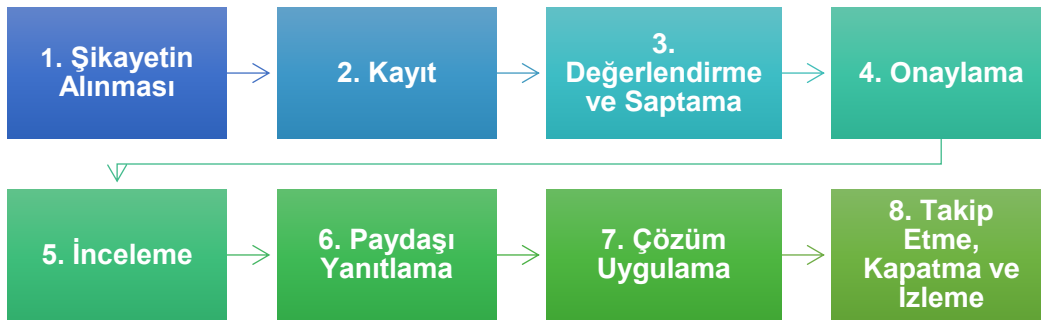 1. Şikayetin
Alınması
2. Kayıt
3.
Değerlendirme
ve Saptama
4. Onaylama
5. İnceleme
6. Paydaşı
Yanıtlama
7. Çözüm
Uygulama
8. Takip
Etme,
Kapatma ve
İzleme